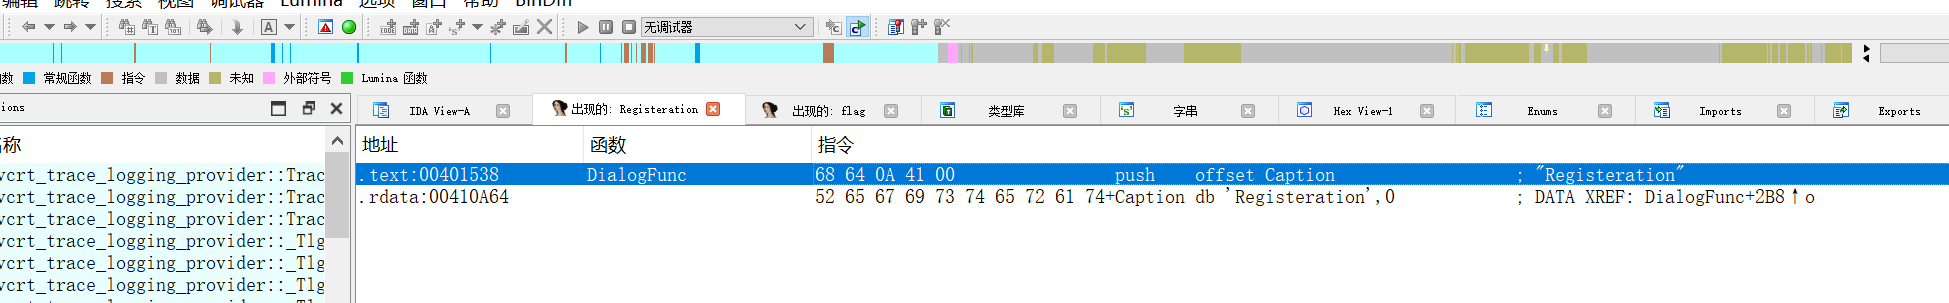 编辑 跳转 搜索 视图 调试器 Lumina 选项 窗口 帮助 BinDiff
无调试器
函数 常规函数 指令 数据 未知 外部符号 Lumina 函数
ions
IDA View-A 出现的: Registeration 出现的: flag 类型库 字串 Hex View-1 Enums Imports Exports
名称 地址 函数 指令
vcrt_trace_logging_provider::Trac .text:00401538 DialogFunc 68 64 0A 41 00 push offset Caption ; "Registeration"
vcrt_trace_logging_provider::Trac .rdata:00410A64 52 65 67 69 73 74 65 72 61 74+Caption db 'Registeration',0 ; DATA XREF: DialogFunc+2B8↑o
vcrt_trace_logging_provider::Trac
vcrt_trace_logging_provider::_Tlg
vcrt_trace_logging_provider::_Tlg
vcrt_trace_logging_provider::_Tlg